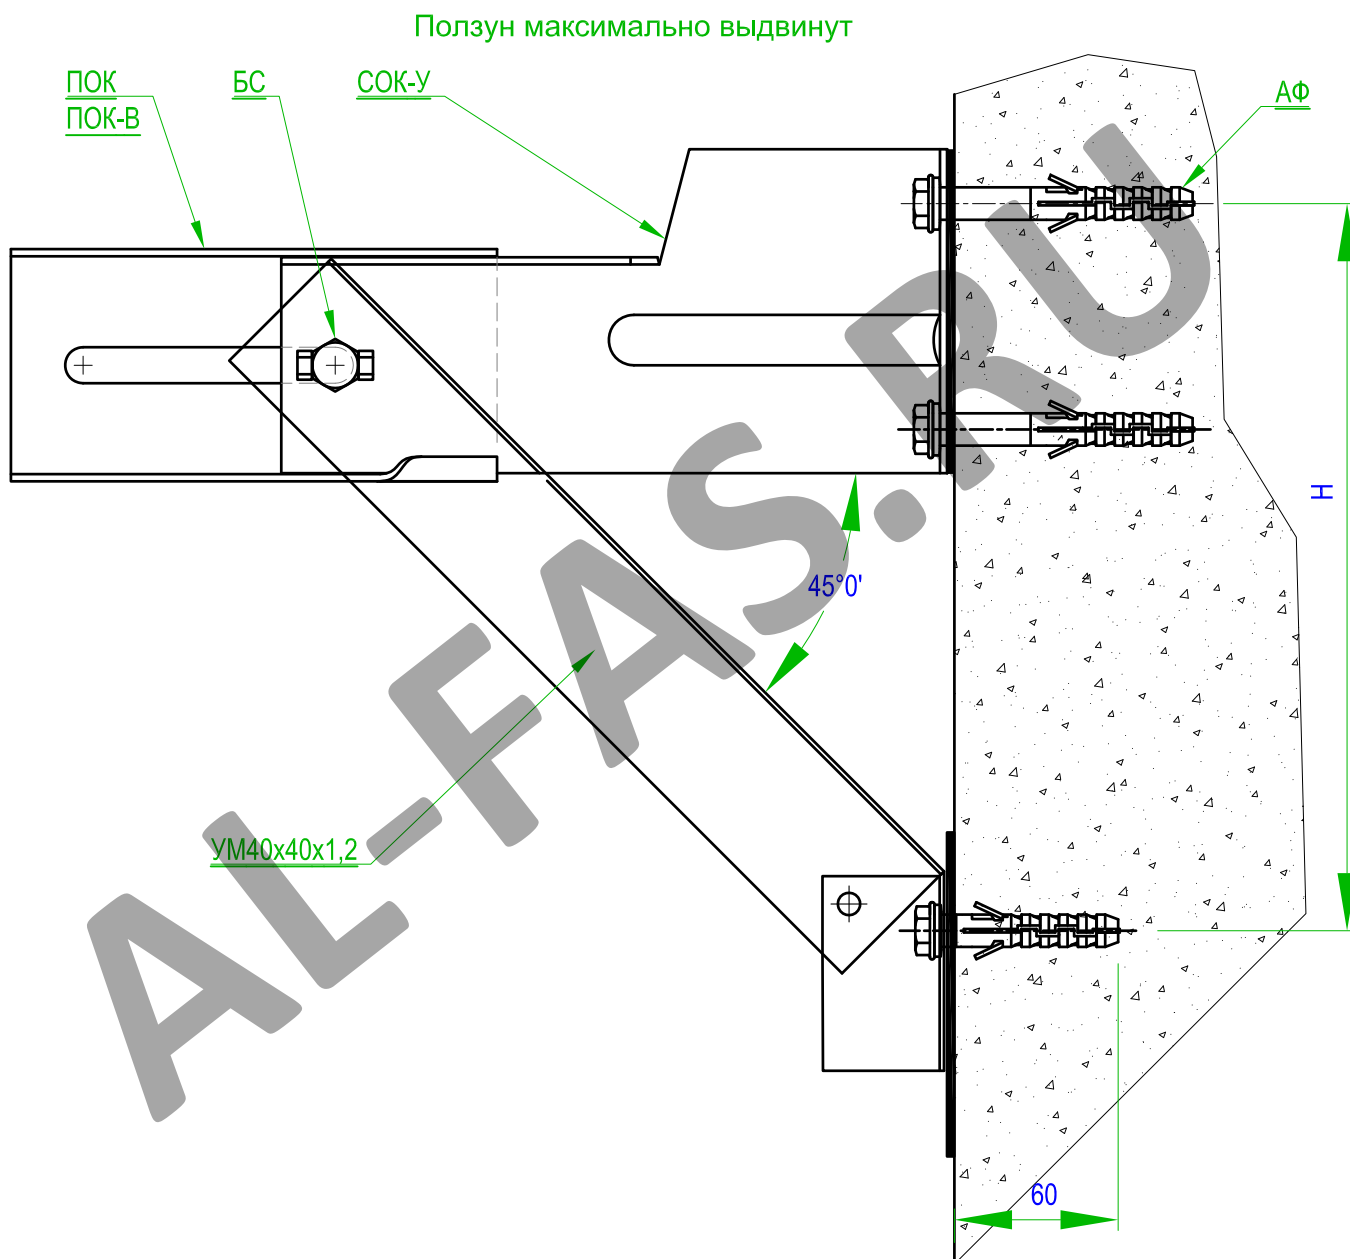 Ползун максимально выдвинут
ПОК
ПОК-В
БС
СОК-У
АФ
H
45°0'
УМ40х40х1,2
60
AL-FAS.RU